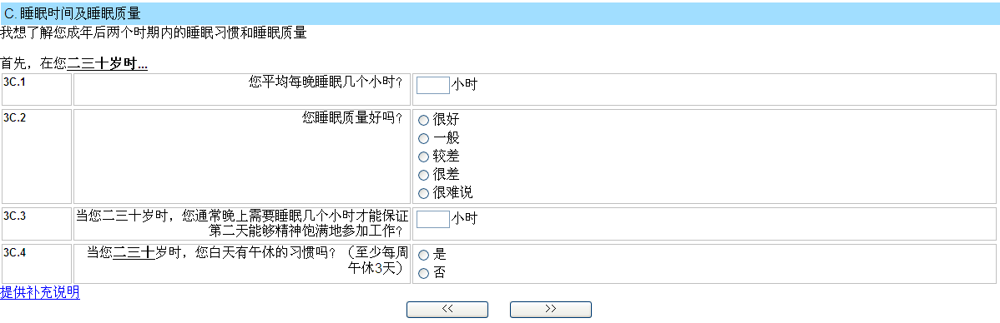 C. 睡眠时间及睡眠质量
我想了解您成年后两个时期内的睡眠习惯和睡眠质量
首先，在您二三十岁时...
3C.1 您平均每晚睡眠几个小时？ 小时
3C.2 您睡眠质量好吗？ 很好
一般
较差
很差
很难说
3C.3 当您二三十岁时，您通常晚上需要睡眠几个小时才能保证 小时
第二天能够精神饱满地参加工作？
3C.4 当您二三十岁时，您白天有午休的习惯吗？（至少每周 是
午休3天） 否
提供补充说明
<< >>